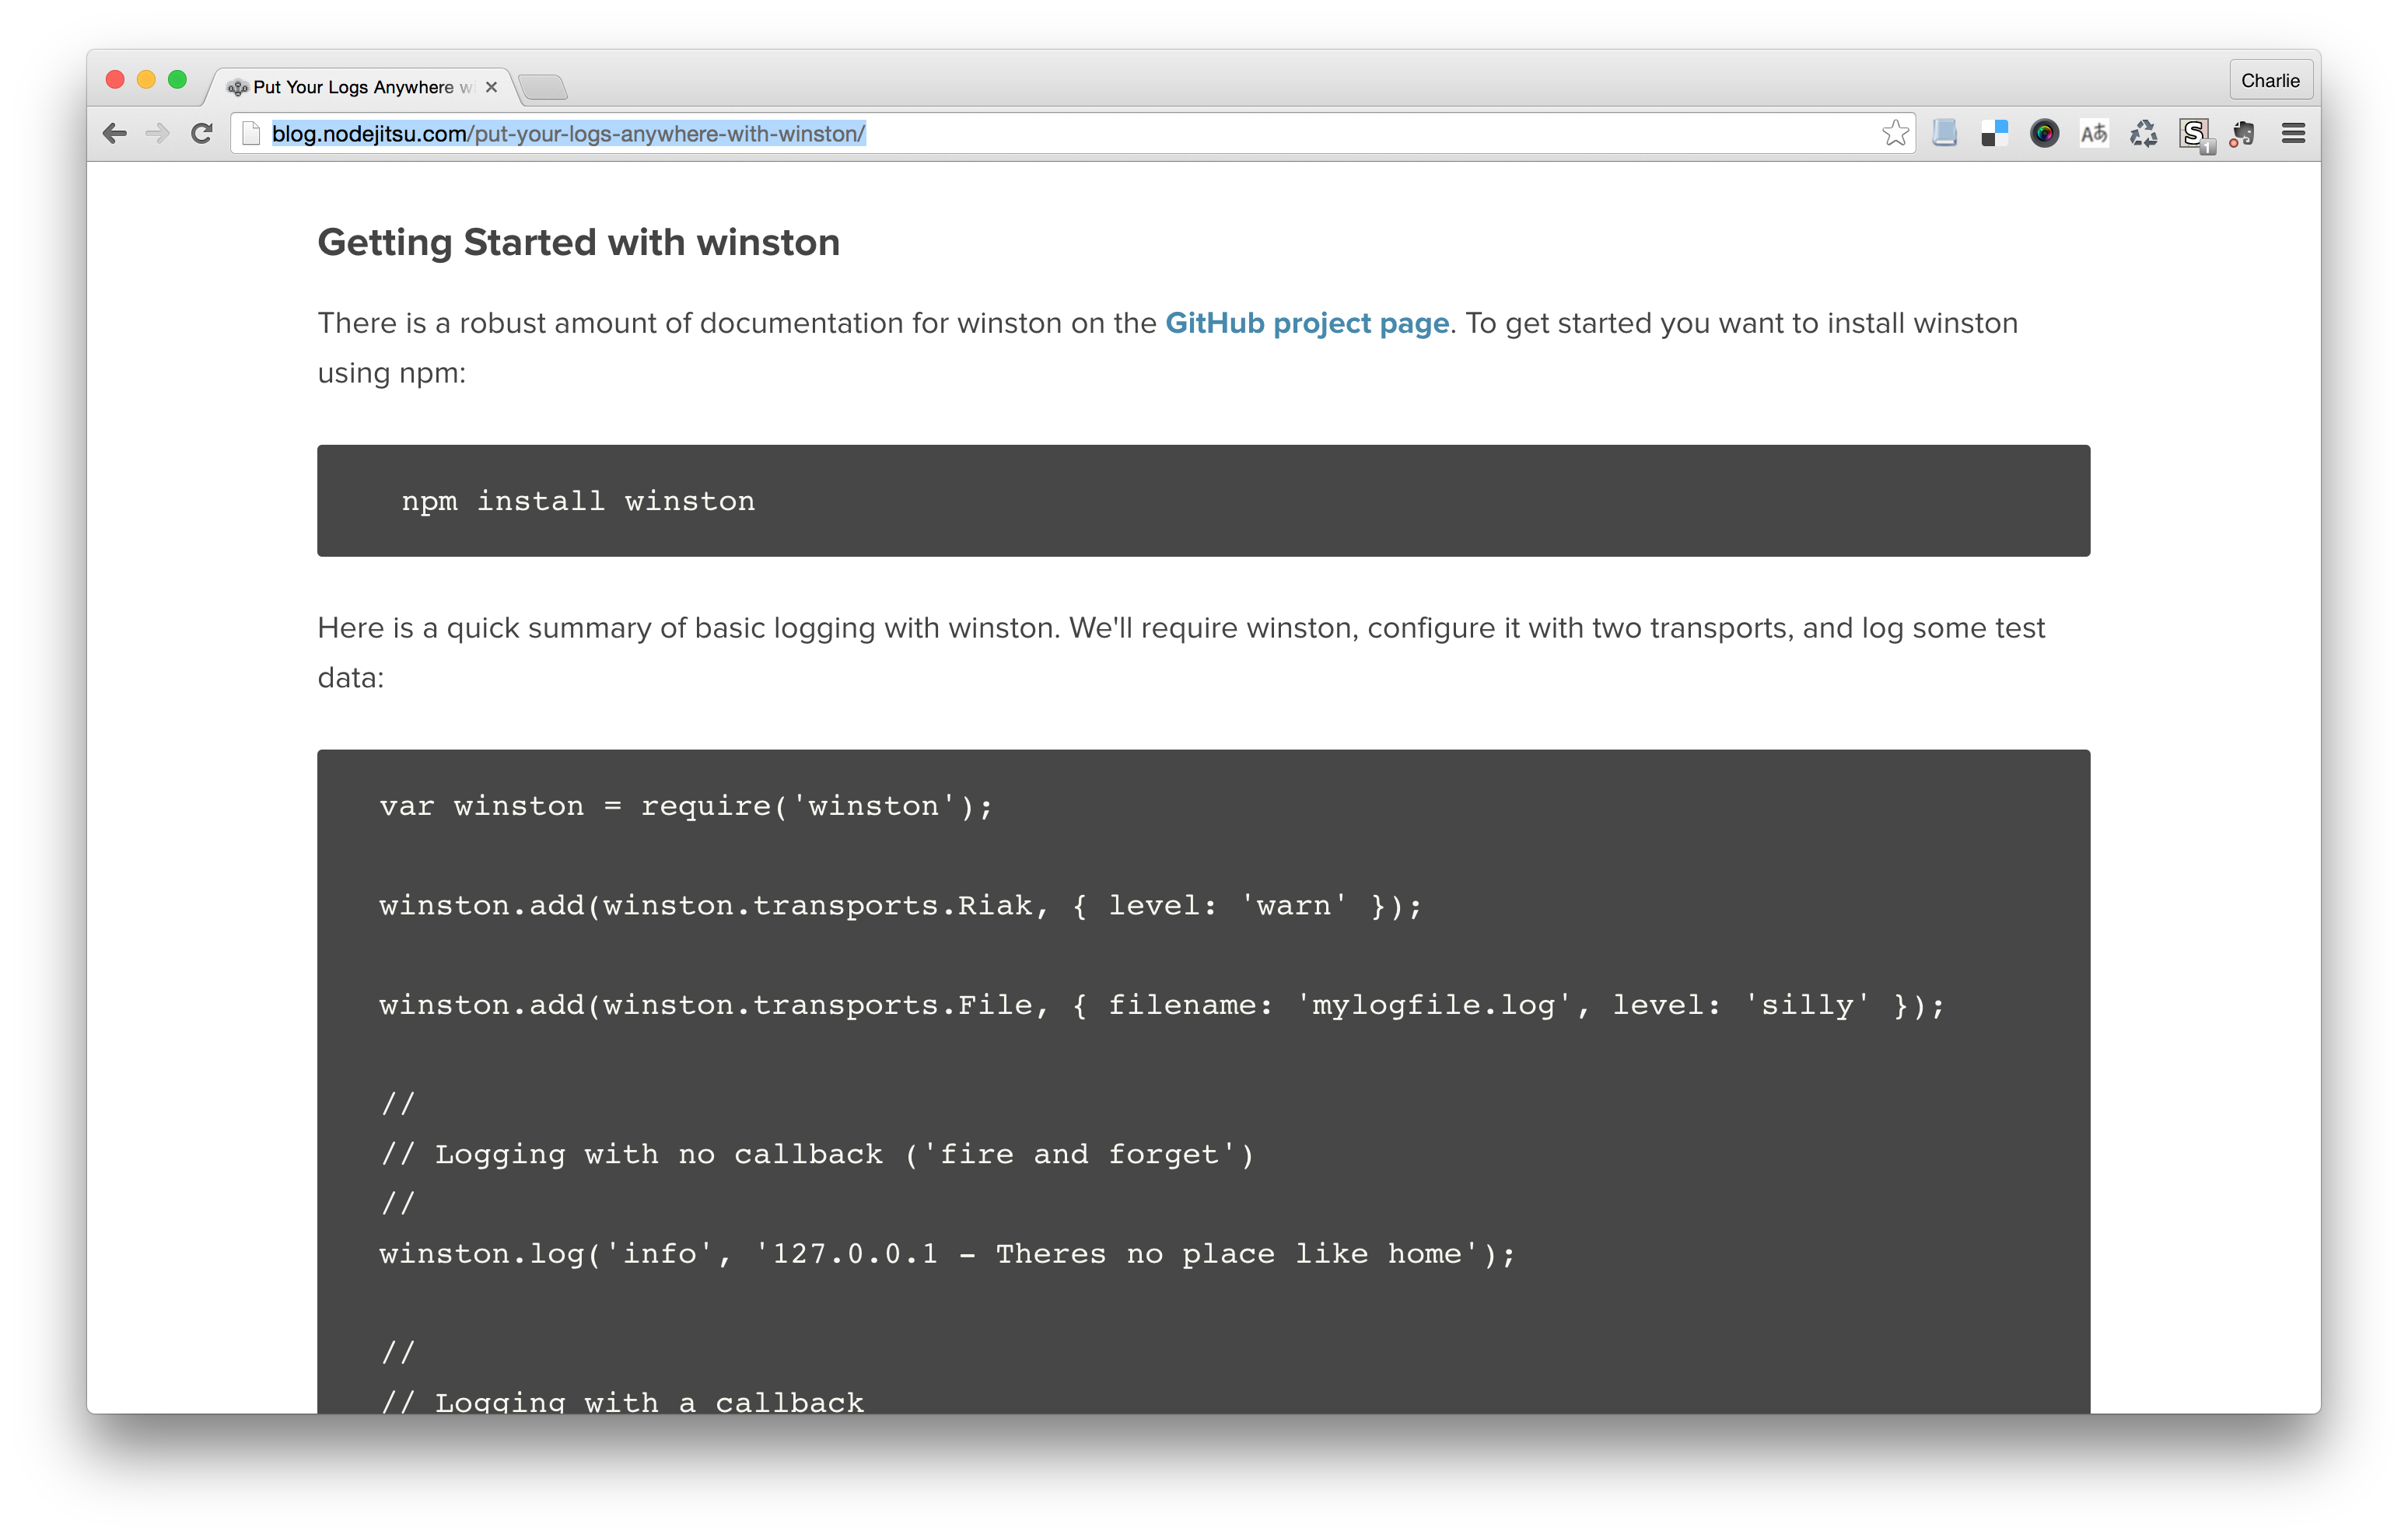 Put Your Logs Anywhere w
Charlie
blog.nodejitsu.com/put-your-logs-anywhere-with-winston/
Aあ
S
1
Getting Started with winston
There is a robust amount of documentation for winston on the GitHub project page. To get started you want to install winston
using npm:
npm install winston
Here is a quick summary of basic logging with winston. We'll require winston, configure it with two transports, and log some test
data:
var winston = require('winston');
winston.add(winston.transports.Riak, { level: 'warn' });
winston.add(winston.transports.File, { filename: 'mylogfile.log', level: 'silly' });
//
// Logging with no callback ('fire and forget')
//
winston.log('info', '127.0.0.1 - Theres no place like home');
//
// Logging with a callback